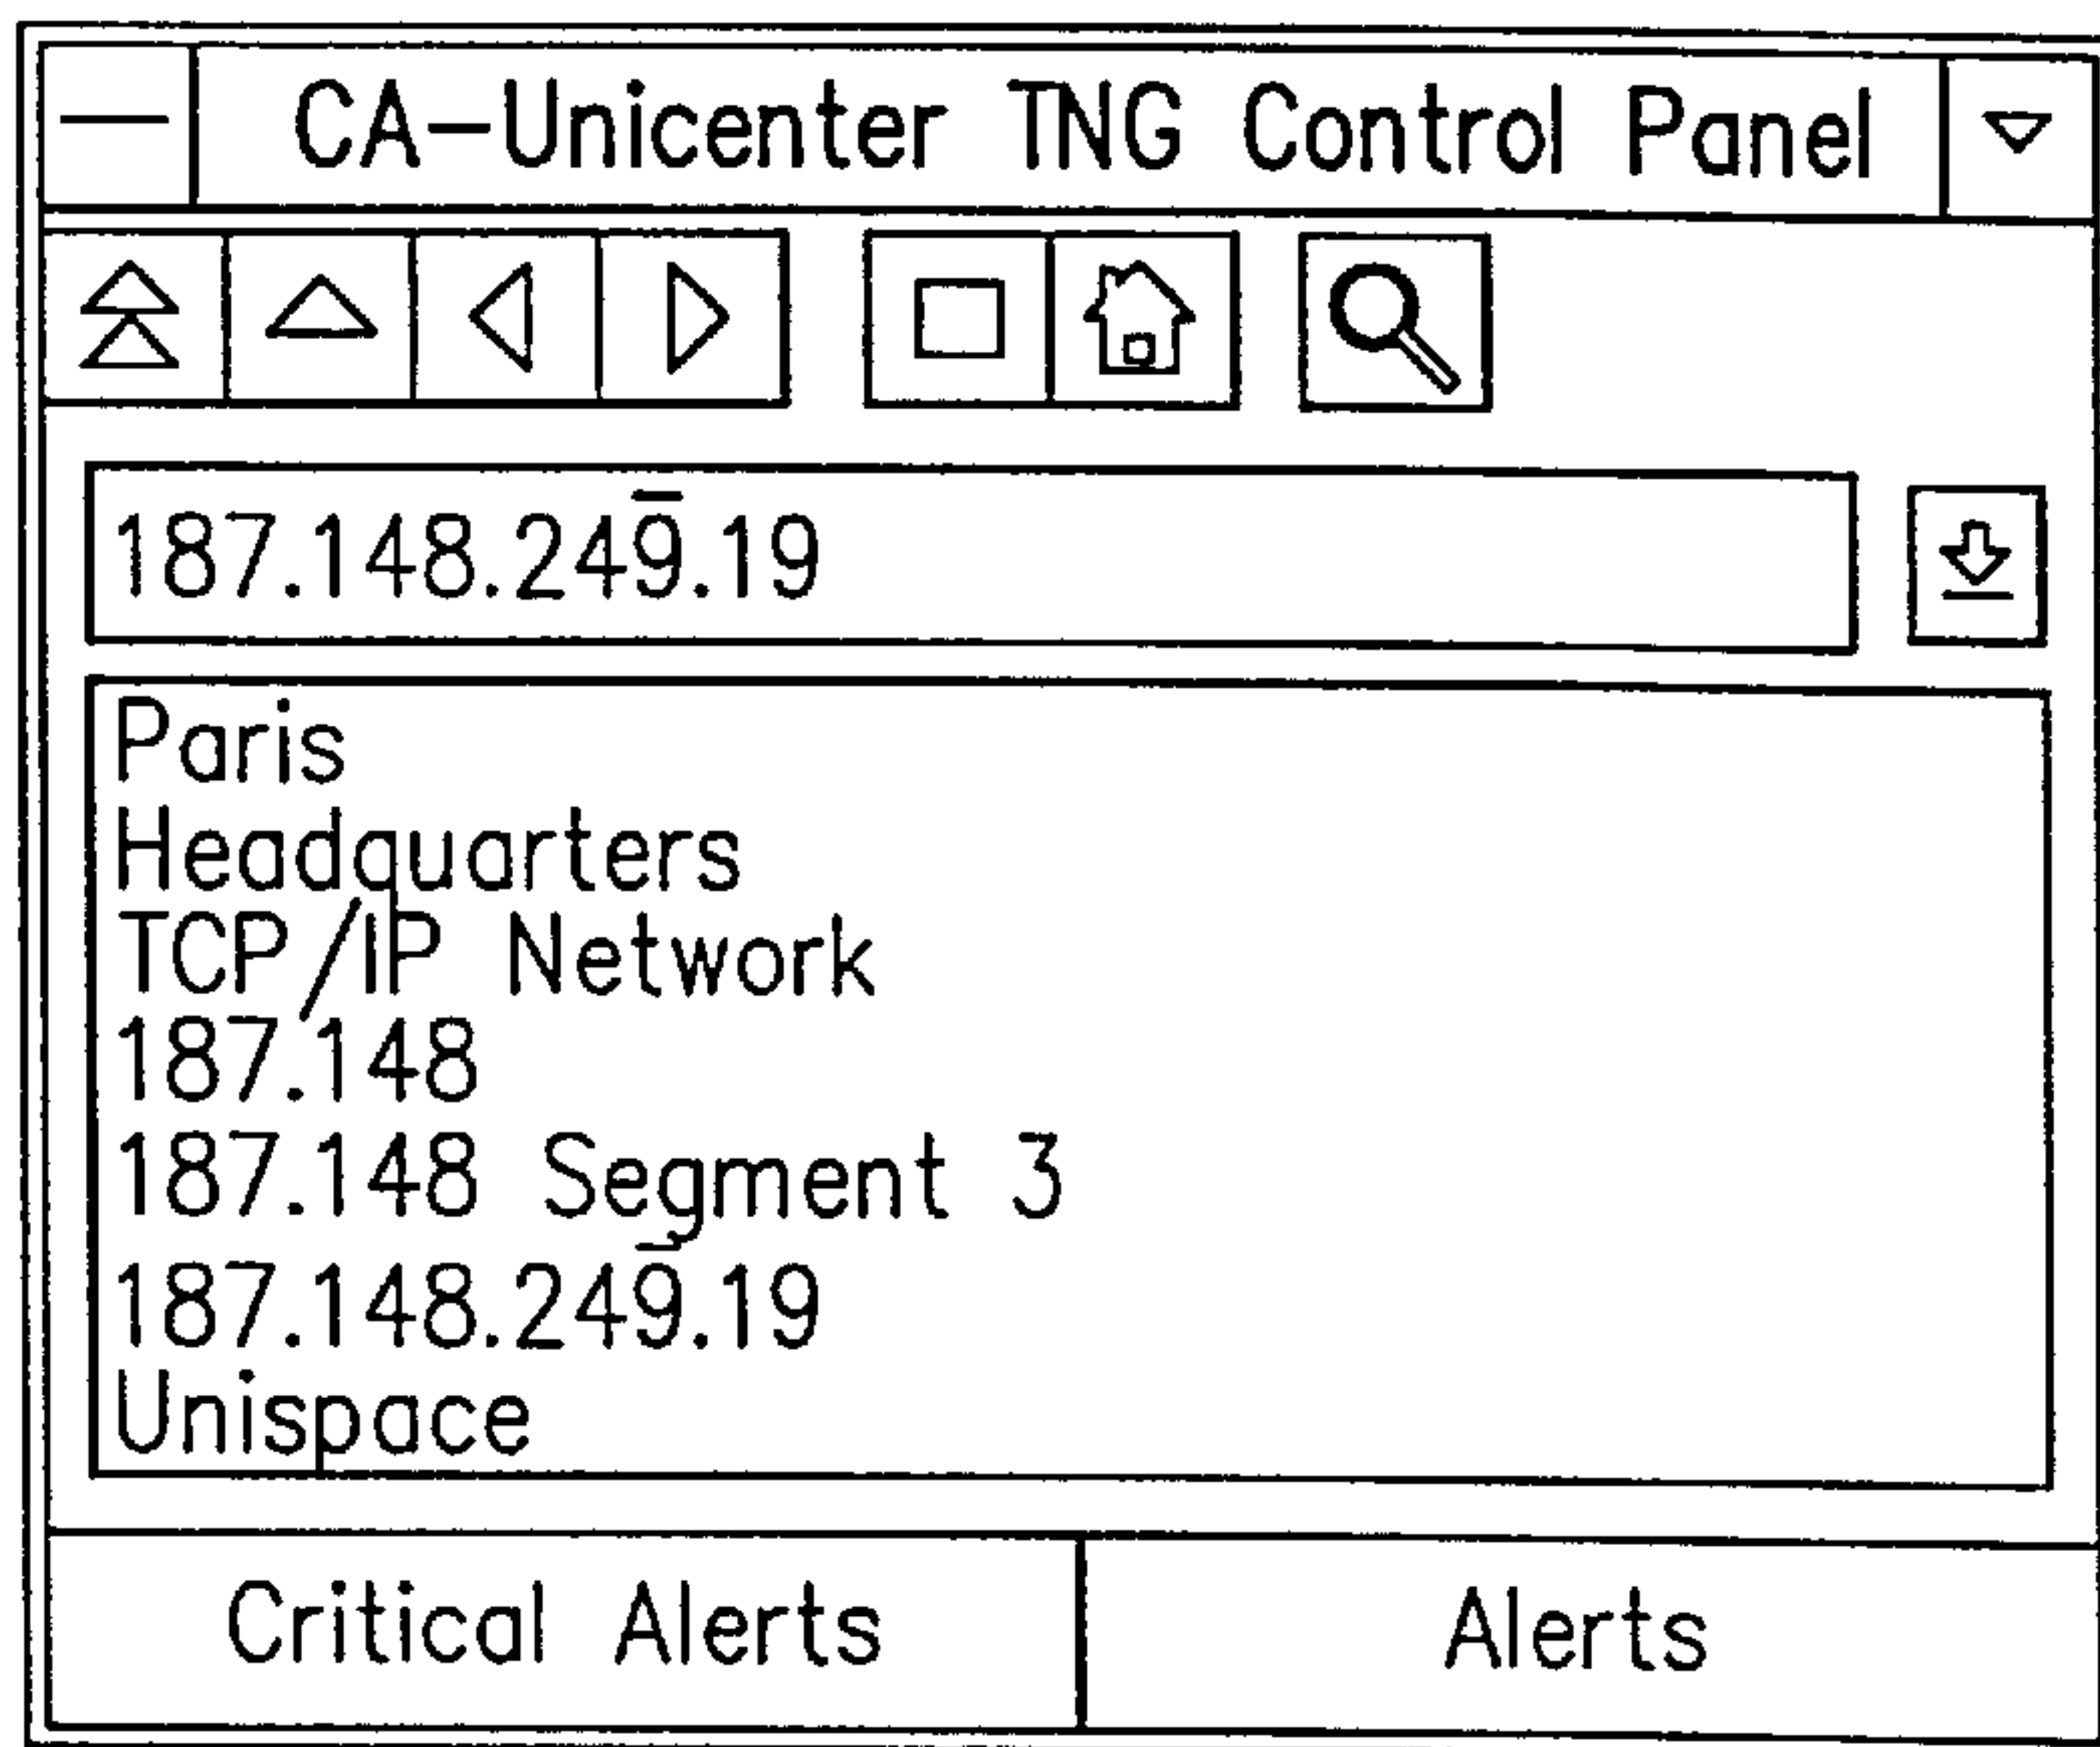 CA-Unicenter TNG Control Panel
187.148.249.19
Paris
Headquarters
TCP/IP Network
187.148
187.148 Segment 3
187.148.249.19
Unispace
Critical Alerts
Alerts